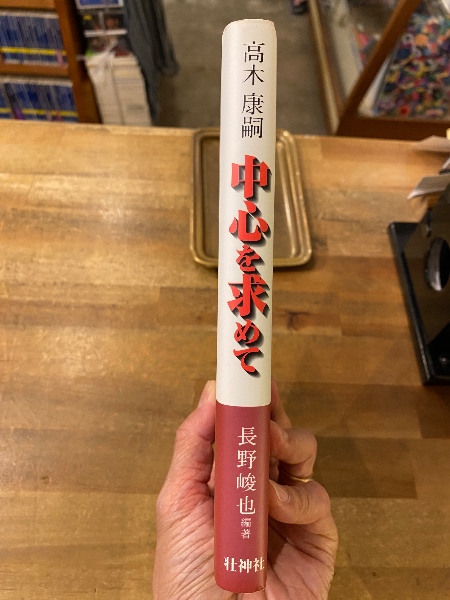 高木 康嗣
中心を求めて
長野峻也
編著
壮神社